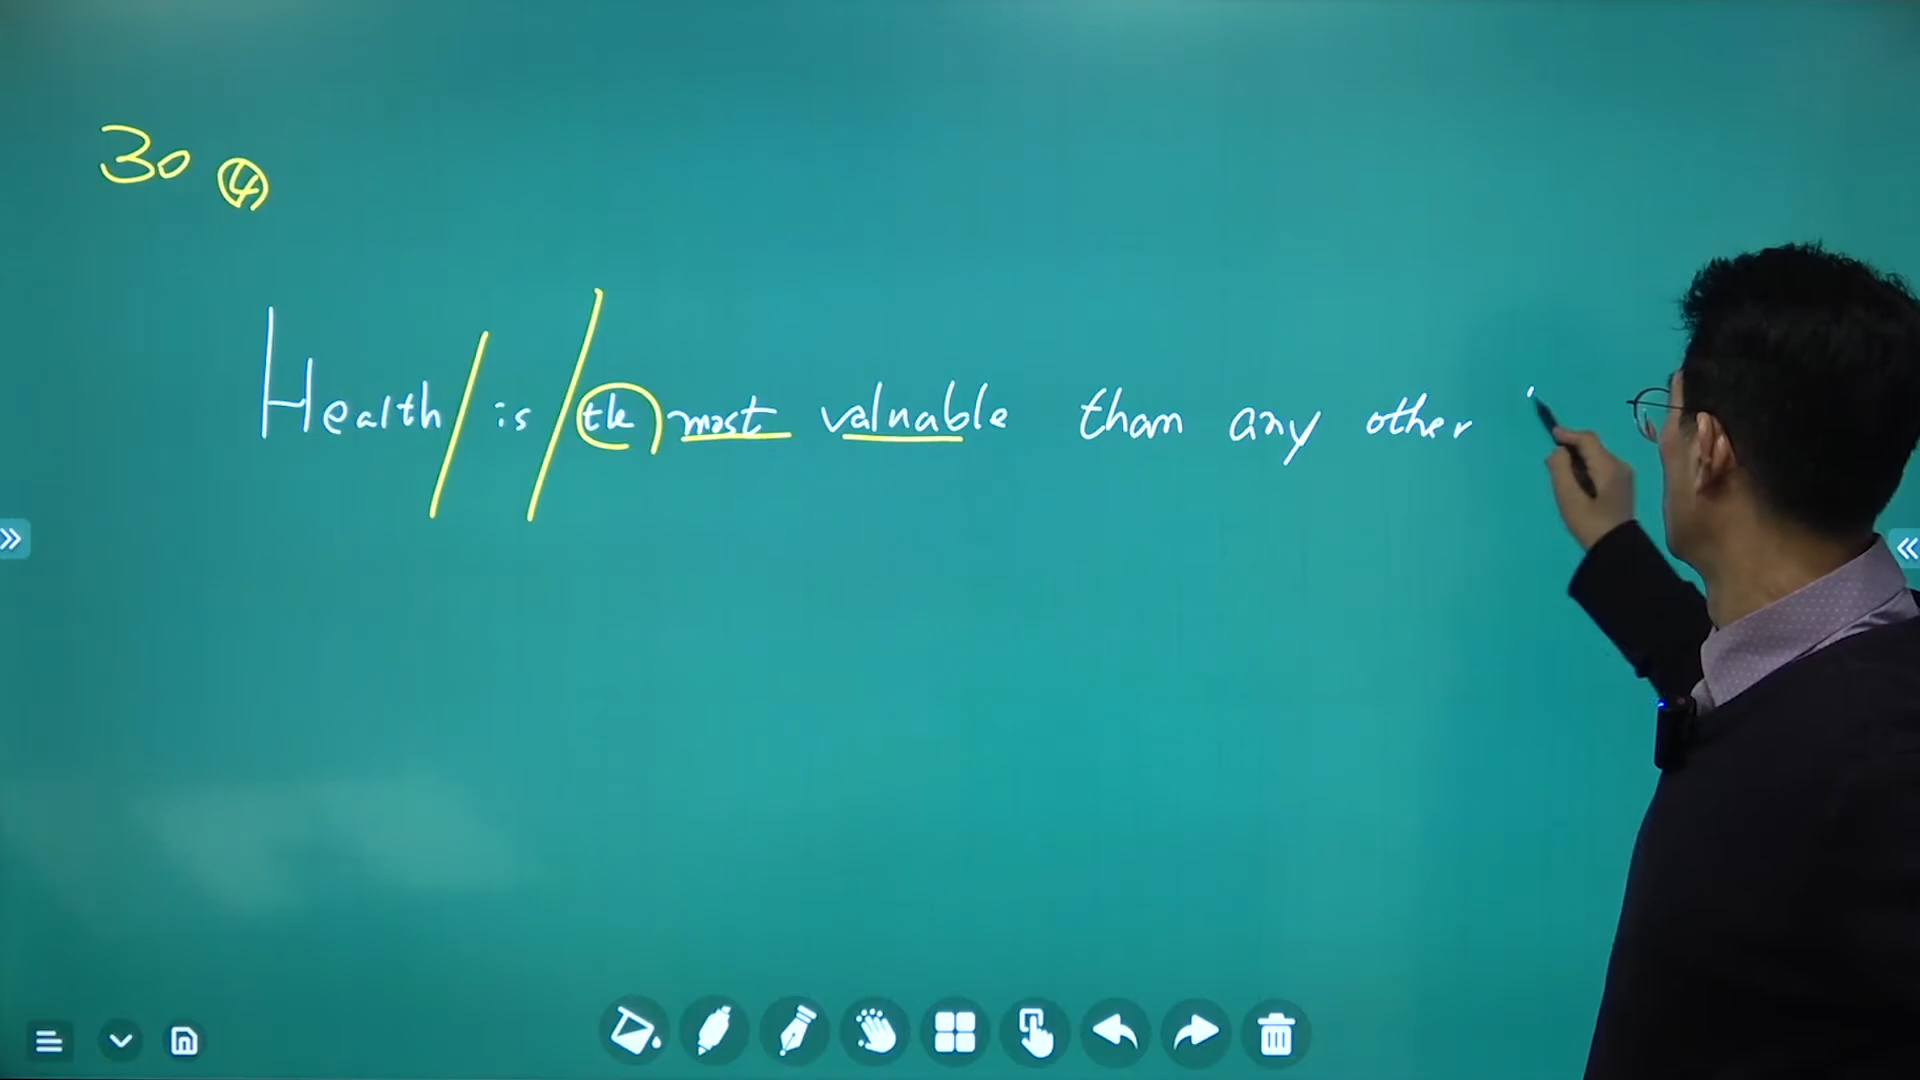 30 ④
Health / is / the most valuable than any other